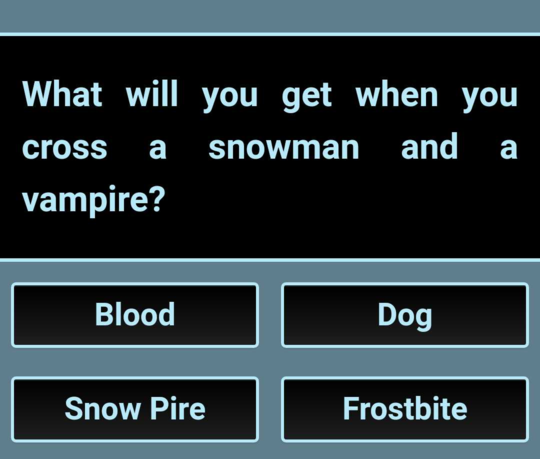 What will you get when you
cross a snowman and a
vampire?
Blood
Dog
Snow Pire
Frostbite